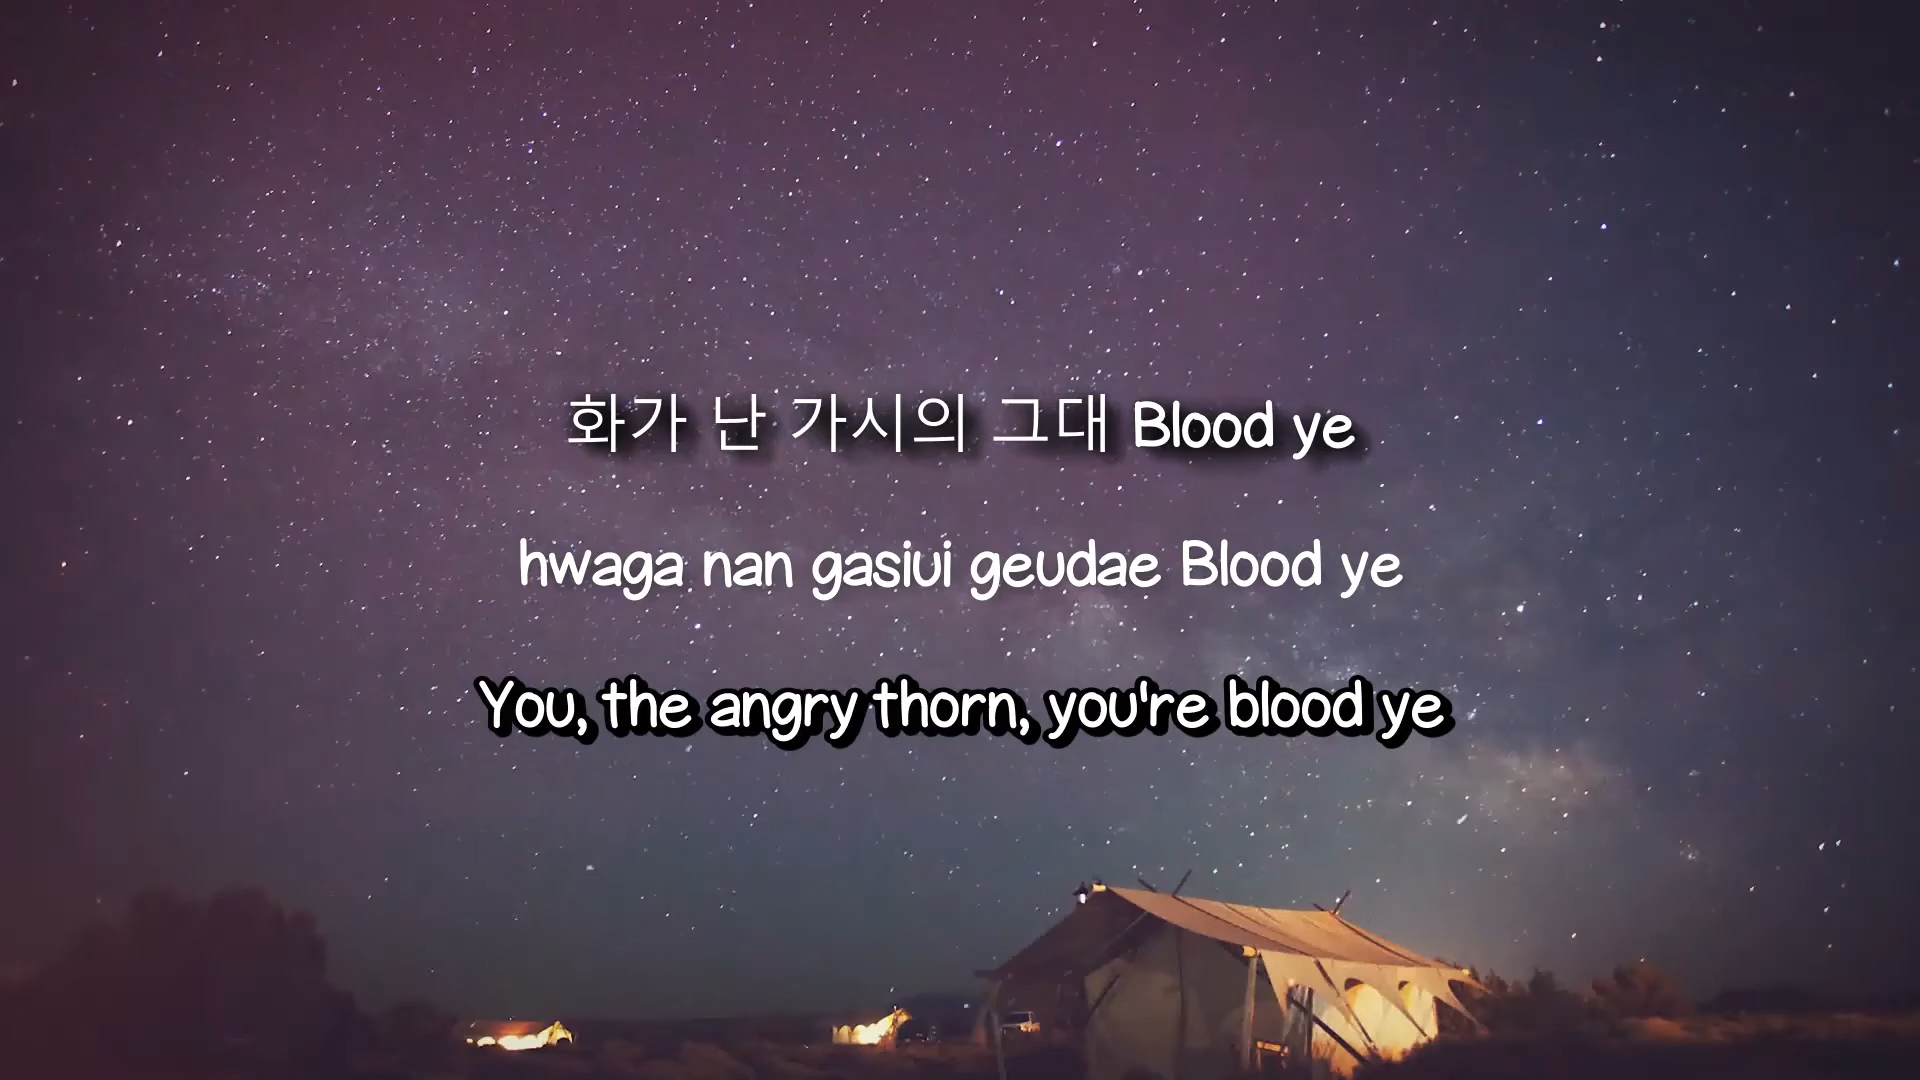 화가 난 가시의 그대 Blood ye
hwaga nan gasiui geudae Blood ye
You, the angry thorn, you're blood ye